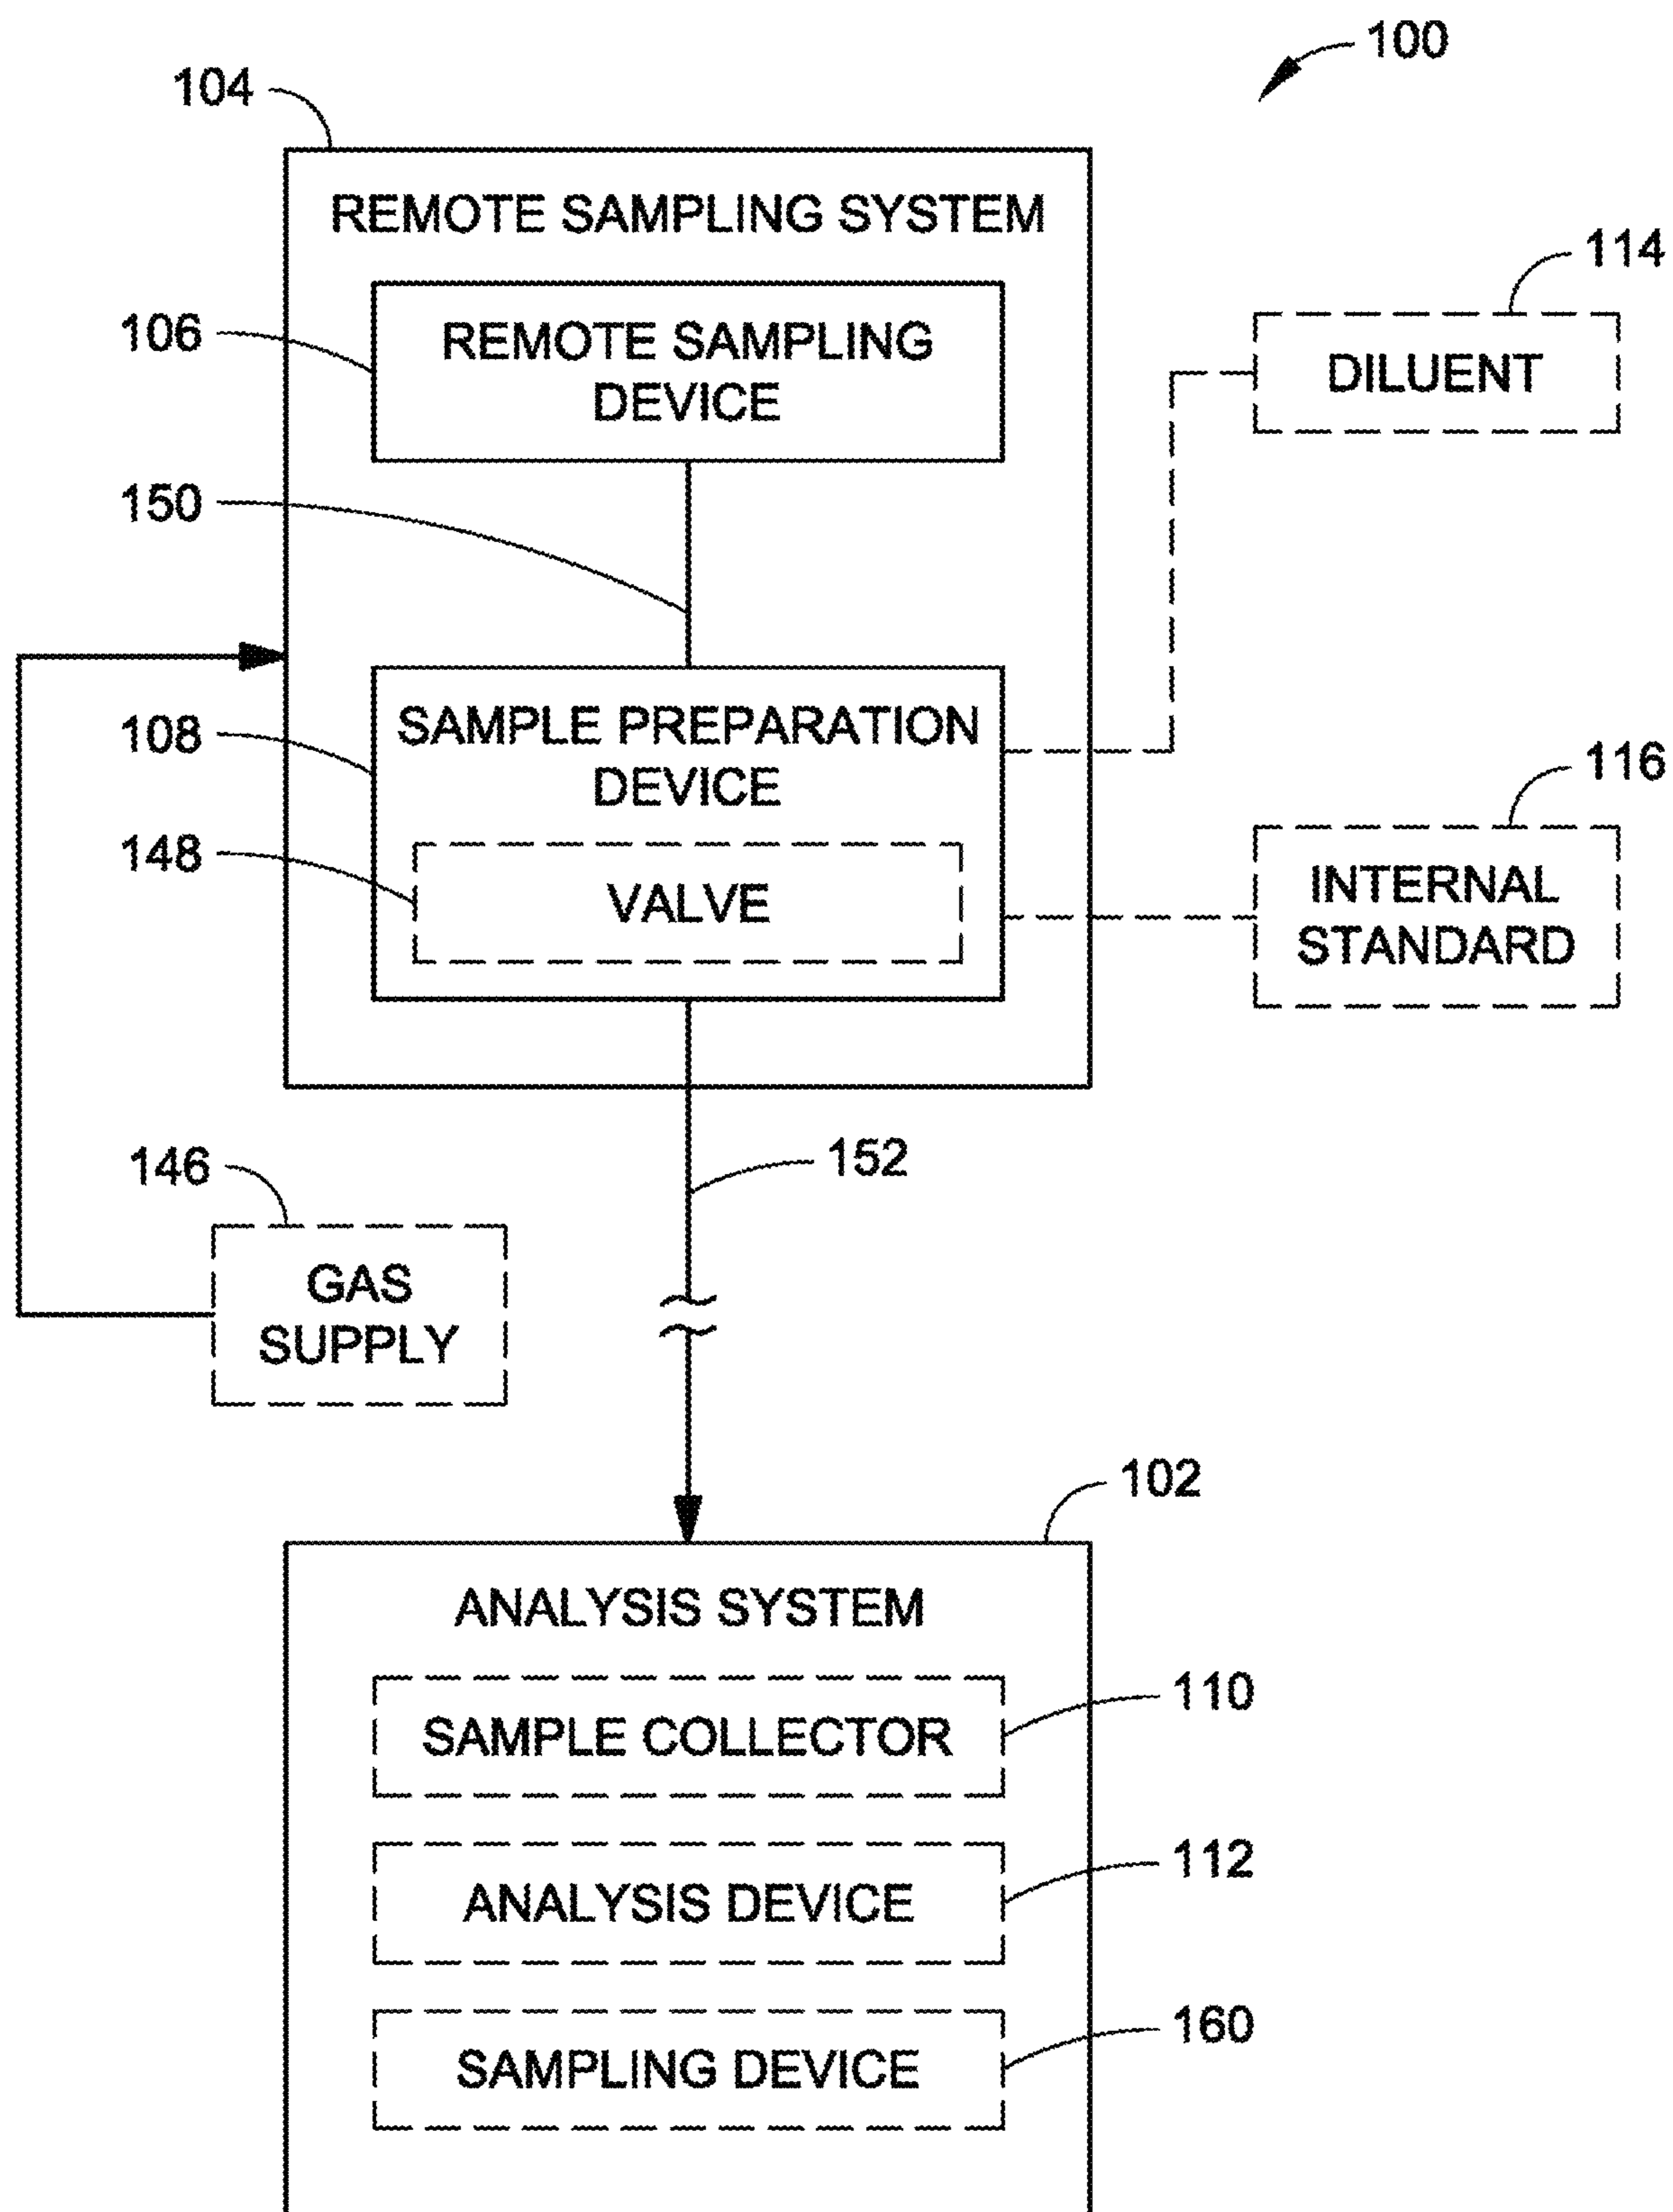 100
104
REMOTE SAMPLING SYSTEM
114
106
REMOTE SAMPLING
DEVICE
DILUENT
150
108
SAMPLE PREPARATION
DEVICE
116
148
VALVE
INTERNAL
STANDARD
146
152
GAS
SUPPLY
102
ANALYSIS SYSTEM
110
SAMPLE COLLECTOR
112
ANALYSIS DEVICE
160
SAMPLING DEVICE